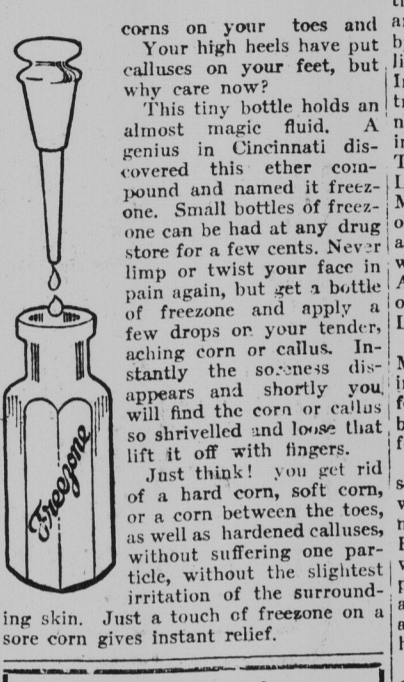 corns on your toes and
Your high heels have put
calluses on your feet, but
why care now?
This tiny bottle holds an
almost magic fluid. A
genius in Cincinnati dis-
covered this ether com-
pound and named it freez-
one. Small bottles of freez-
one can be had at any drug
store for a few cents. Never
limp or twist your face in
pain again, but get a bottle
of freezone and apply a
few drops on your tender,
aching corn or callus. In-
stantly the soreness dis-
appears and shortly you
will find the corn or callus
so shrivelled and loose that
lift it off with fingers.
Just think! you get rid
of a hard corn, soft corn,
or a corn between the toes,
as well as hardened calluses,
without suffering one par-
ticle, without the slightest
irritation of the surround-
ing skin. Just a touch of freezone on a
sore corn gives instant relief.
Freezone